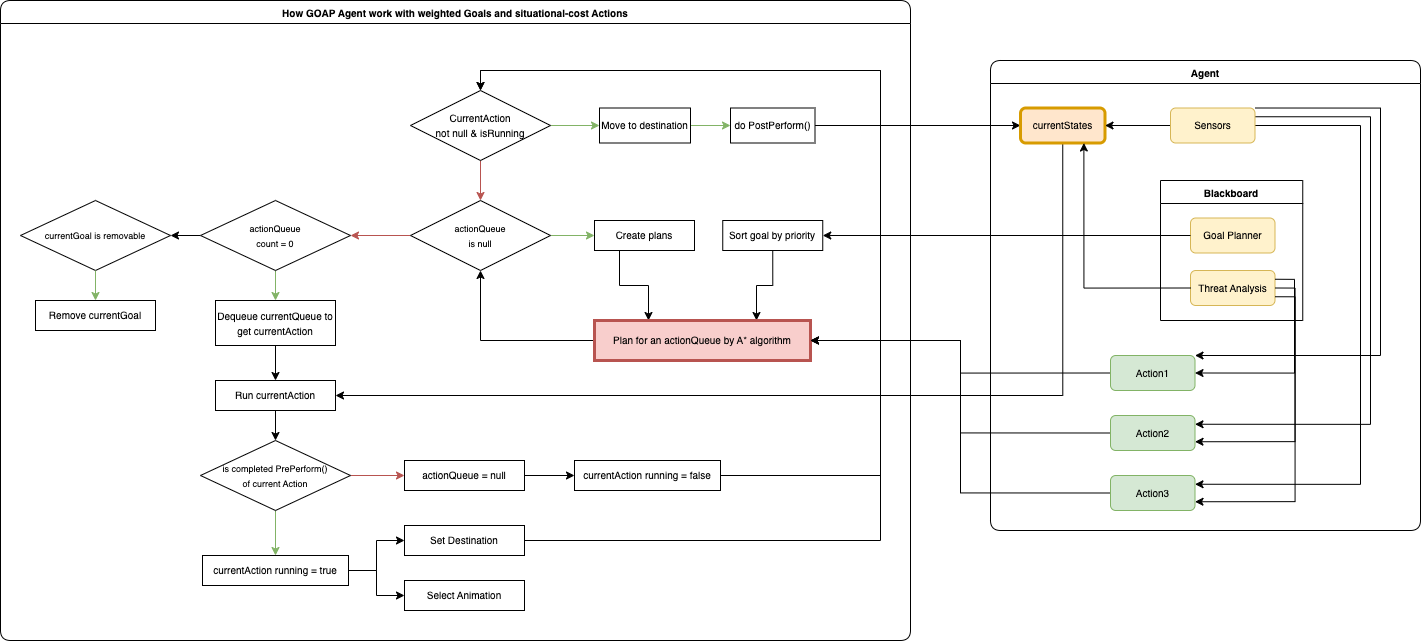 How GOAP Agent work with weighted Goals and situational-cost Actions
CurrentAction
not null & isRunning
Move to destination
do PostPerform()
currentGoal is removable
actionQueue
count = 0
actionQueue
is null
Create plans
Sort goal by priority
Remove currentGoal
Dequeue currentQueue to
get currentAction
Plan for an actionQueue by A* algorithm
Run currentAction
is completed PrePerform()
of current Action
actionQueue = null
currentAction running = false
Set Destination
currentAction running = true
Select Animation
Agent
currentStates
Sensors
Blackboard
Goal Planner
Threat Analysis
Action1
Action2
Action3